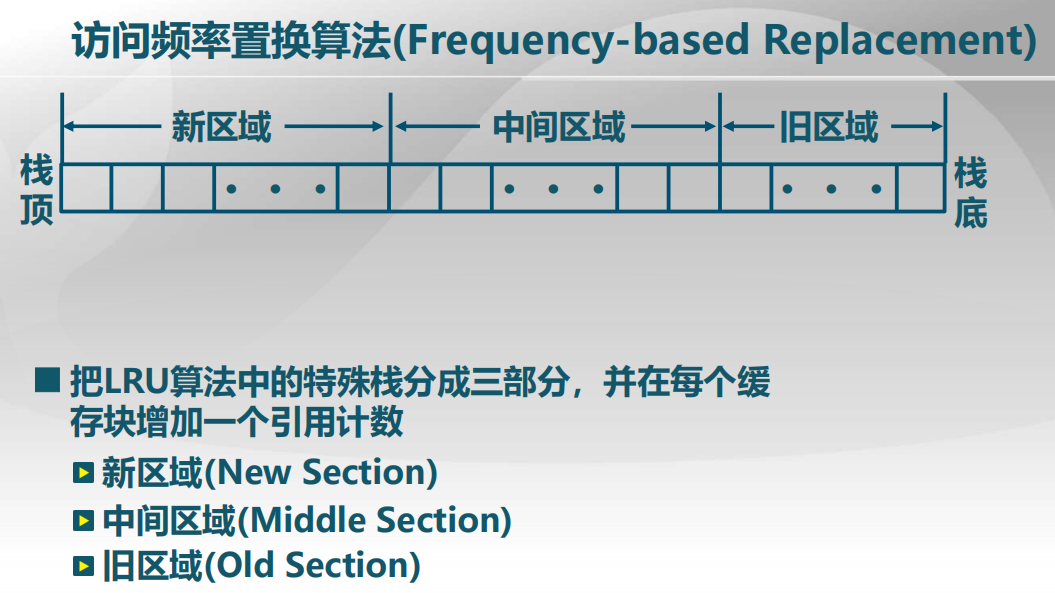 访问频率置换算法(Frequency-based Replacement)
新区域 中间区域 旧区域
栈顶
栈底
把LRU算法中的特殊栈分成三部分，并在每个缓
存块增加一个引用计数
新区域(New Section)
中间区域(Middle Section)
旧区域(Old Section)